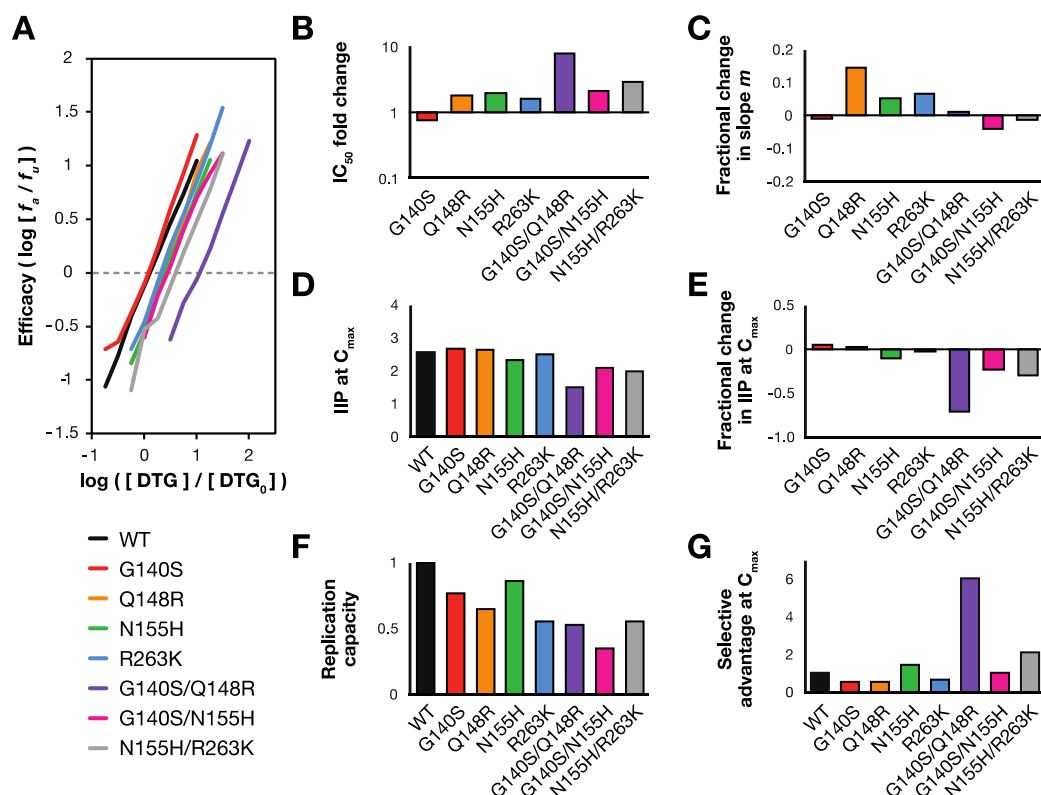 A
Efficacy ( log [ fa / fu ] )
2
1.5
1
0.5
0
-0.5
-1
-1.5
−1
0
1
2
log ( [ DTG ] / [ DTG0 ] )
WT
G140S
Q148R
N155H
R263K
G140S/Q148R
G140S/N155H
N155H/R263K
B
IC50 fold change
10
1
0.1
G140S
Q148R
N155H
R263K
G140S/Q148R
G140S/N155H
N155H/R263K
C
Fractional change
in slope m
0.2
0.1
0
-0.1
-0.2
G140S
Q148R
N155H
R263K
G140S/Q148R
G140S/N155H
N155H/R263K
D
IIP at Cmax
4
3
2
1
0
WT
G140S
Q148R
N155H
R263K
G140S/Q148R
G140S/N155H
N155H/R263K
E
Fractional change
in IIP at Cmax
0.5
0
-0.5
-1.0
G140S
Q148R
N155H
R263K
G140S/Q148R
G140S/N155H
N155H/R263K
F
Replication
capacity
1
0.5
0
WT
G140S
Q148R
N155H
R263K
G140S/Q148R
G140S/N155H
N155H/R263K
G
Selective
advantage at Cmax
6
4
2
0
WT
G140S
Q148R
N155H
R263K
G140S/Q148R
G140S/N155H
N155H/R263K